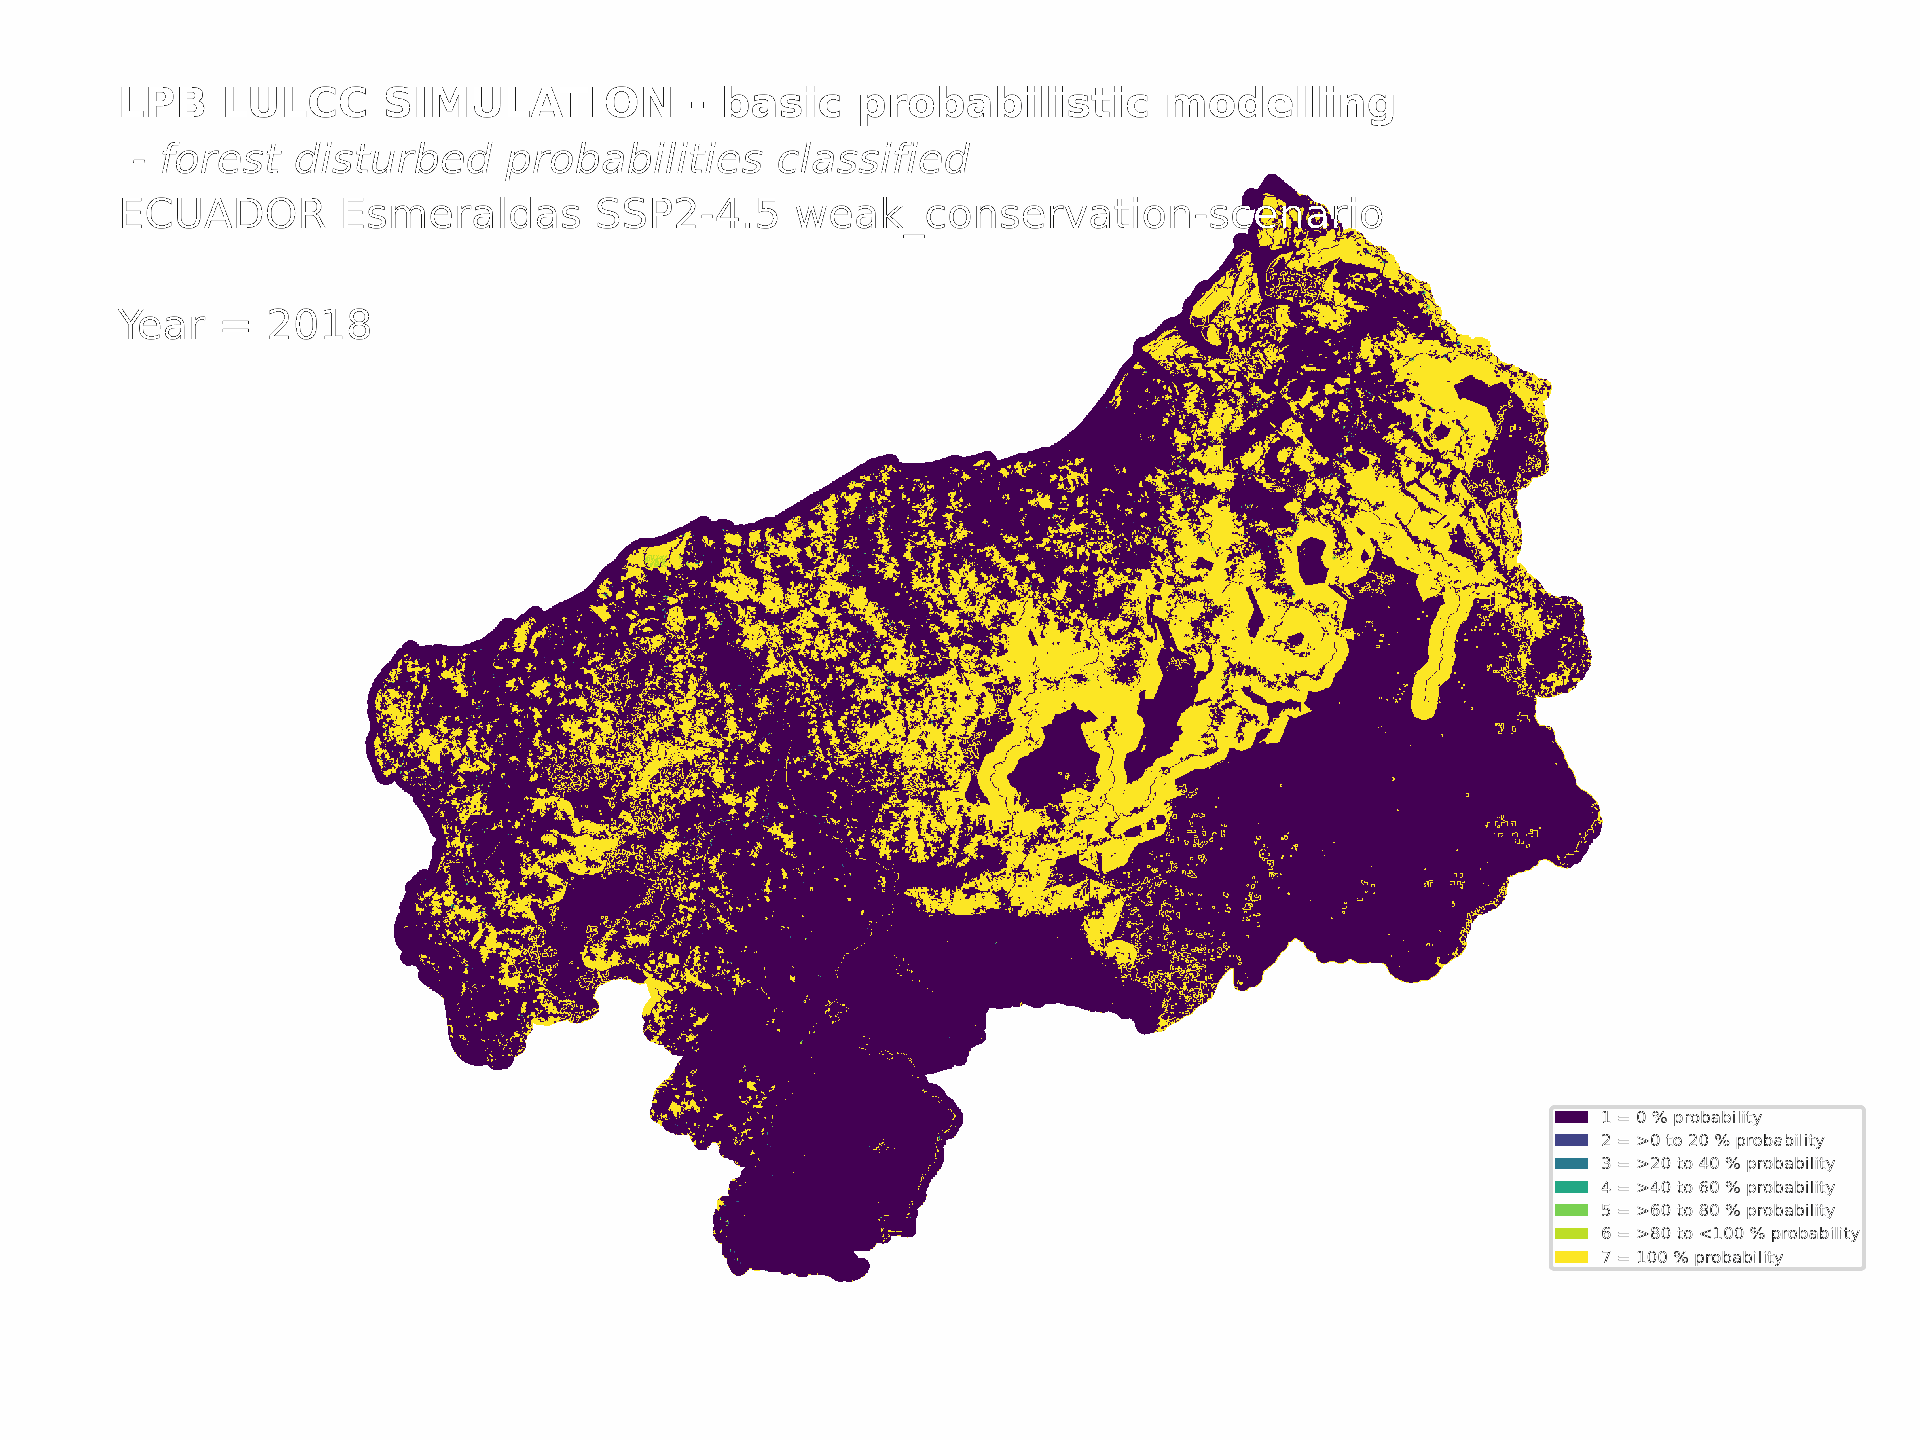 LPB LULCC SIMULATION - basic probabilistic modelling
- forest disturbed probabilities classified
ECUADOR Esmeraldas SSP2-4.5 weak_conservation-scenario
Year = 2018
1 = 0 % probability
2 = >0 to 20 % probability
3 = >20 to 40 % probability
4 = >40 to 60 % probability
5 = >60 to 80 % probability
6 = >80 to <100 % probability
7 = 100 % probability